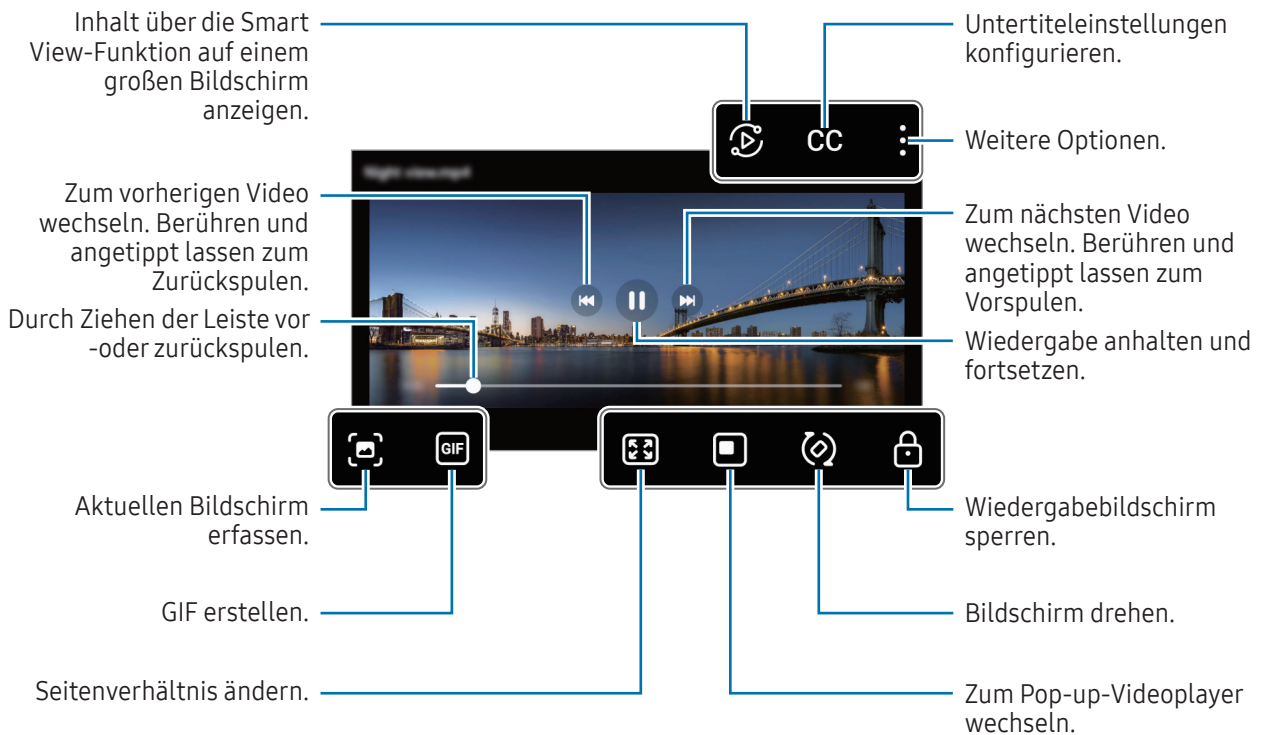 Inhalt über die Smart
View-Funktion auf einem
großen Bildschirm
anzeigen.
Untertiteleinstellungen
konfigurieren.
CC
Weitere Optionen.
Night view.mp4
Zum vorherigen Video
wechseln. Berühren und
angetippt lassen zum
Zurückspulen.
Zum nächsten Video
wechseln. Berühren und
angetippt lassen zum
Vorspulen.
Durch Ziehen der Leiste vor
-oder zurückspulen.
Wiedergabe anhalten und
fortsetzen.
GIF
Aktuellen Bildschirm
erfassen.
Wiedergabebildschirm
sperren.
GIF erstellen.
Bildschirm drehen.
Seitenverhältnis ändern.
Zum Pop-up-Videoplayer
wechseln.